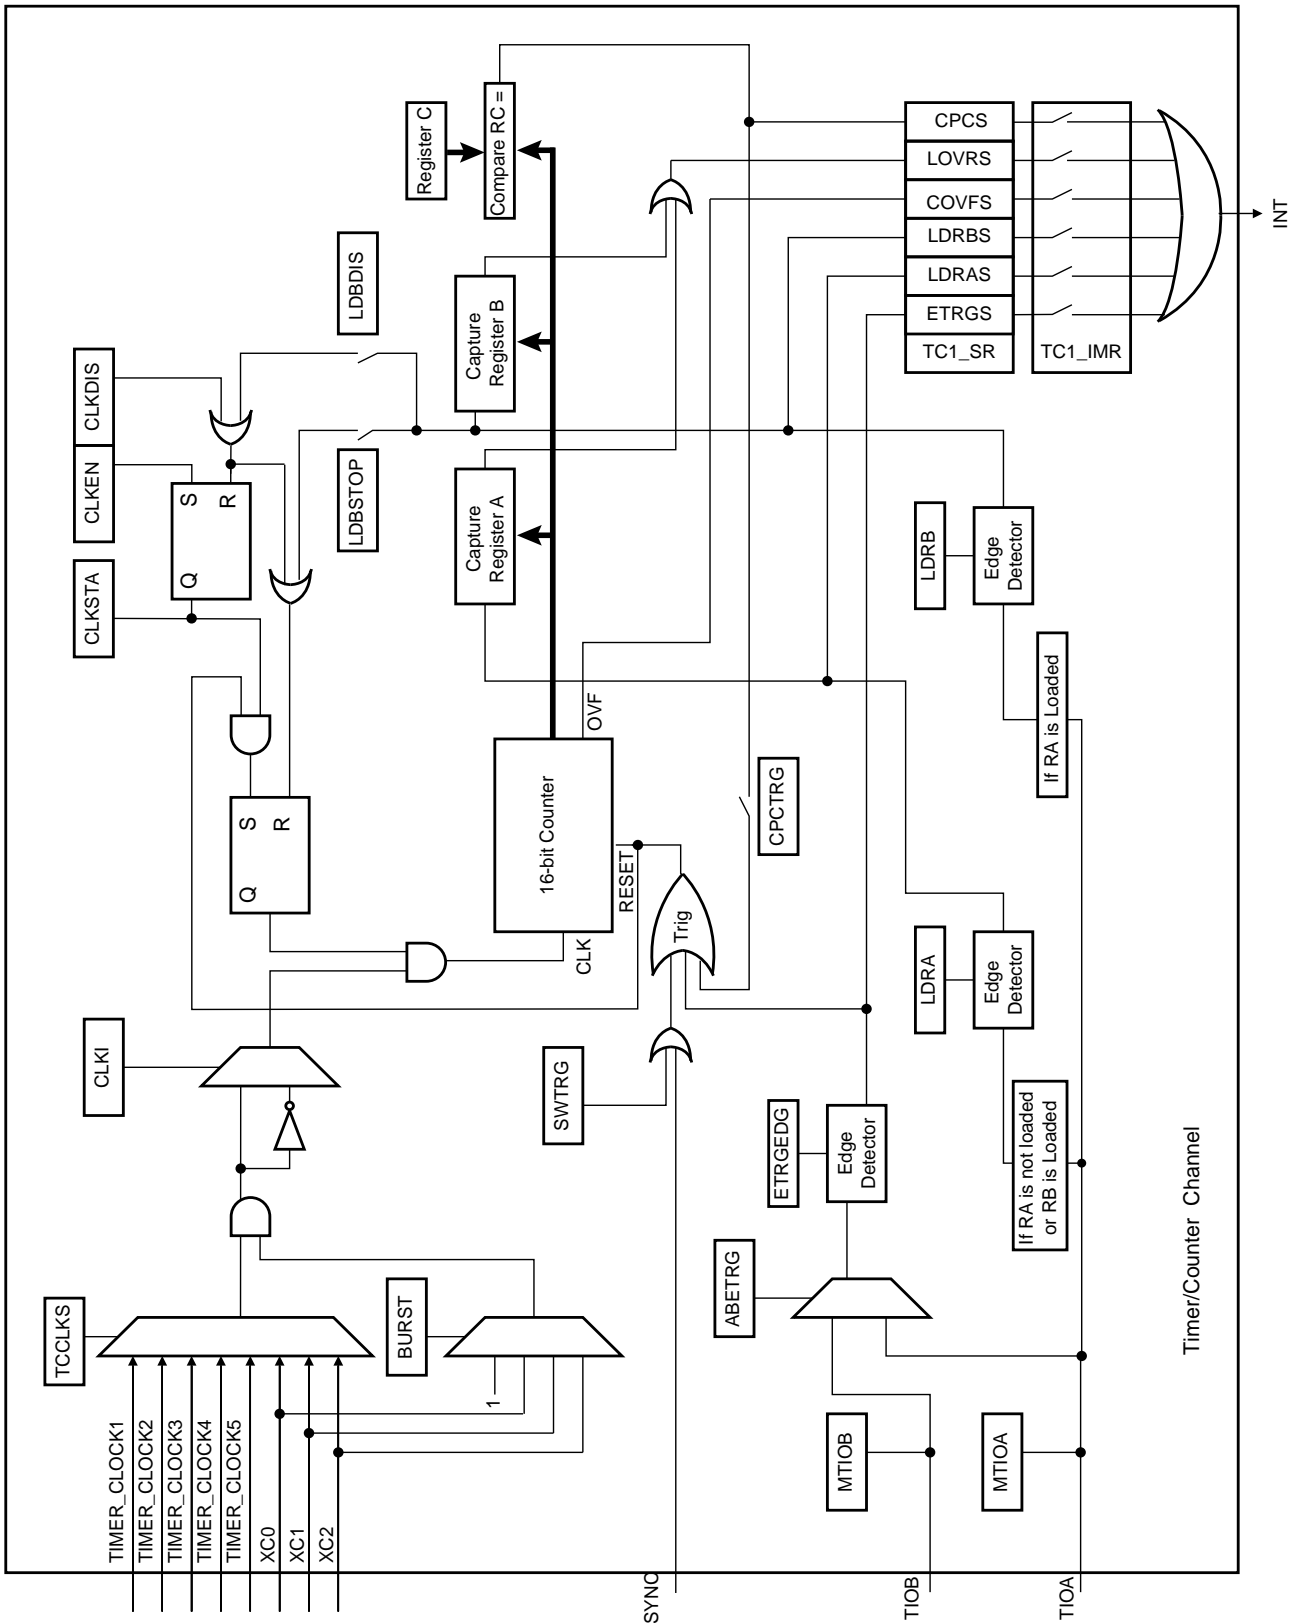 TIMER_CLOCK1
TIMER_CLOCK2
TIMER_CLOCK3
TIMER_CLOCK4
TIMER_CLOCK5
XC0
XC1
XC2
TCCLKS
CLKI
CLKSTA
CLKEN
CLKDIS
BURST
1
Q
S
R
Q
S
R
LDBSTOP
LDBDIS
SYNC
SWTRG
CLK
16-bit Counter
RESET
OVF
Trig
Capture
Register A
Capture
Register B
Register C
Compare RC =
CPCTRG
TIOB
MTIOB
ABETRG
ETRGEDG
Edge
Detector
TIOA
MTIOA
If RA is not loaded
or RB is Loaded
LDRA
Edge
Detector
If RA is Loaded
LDRB
Edge
Detector
CPCS
LOVRS
COVFS
LDRBS
LDRAS
ETRGS
TC1_SR
TC1_IMR
INT
Timer/Counter Channel